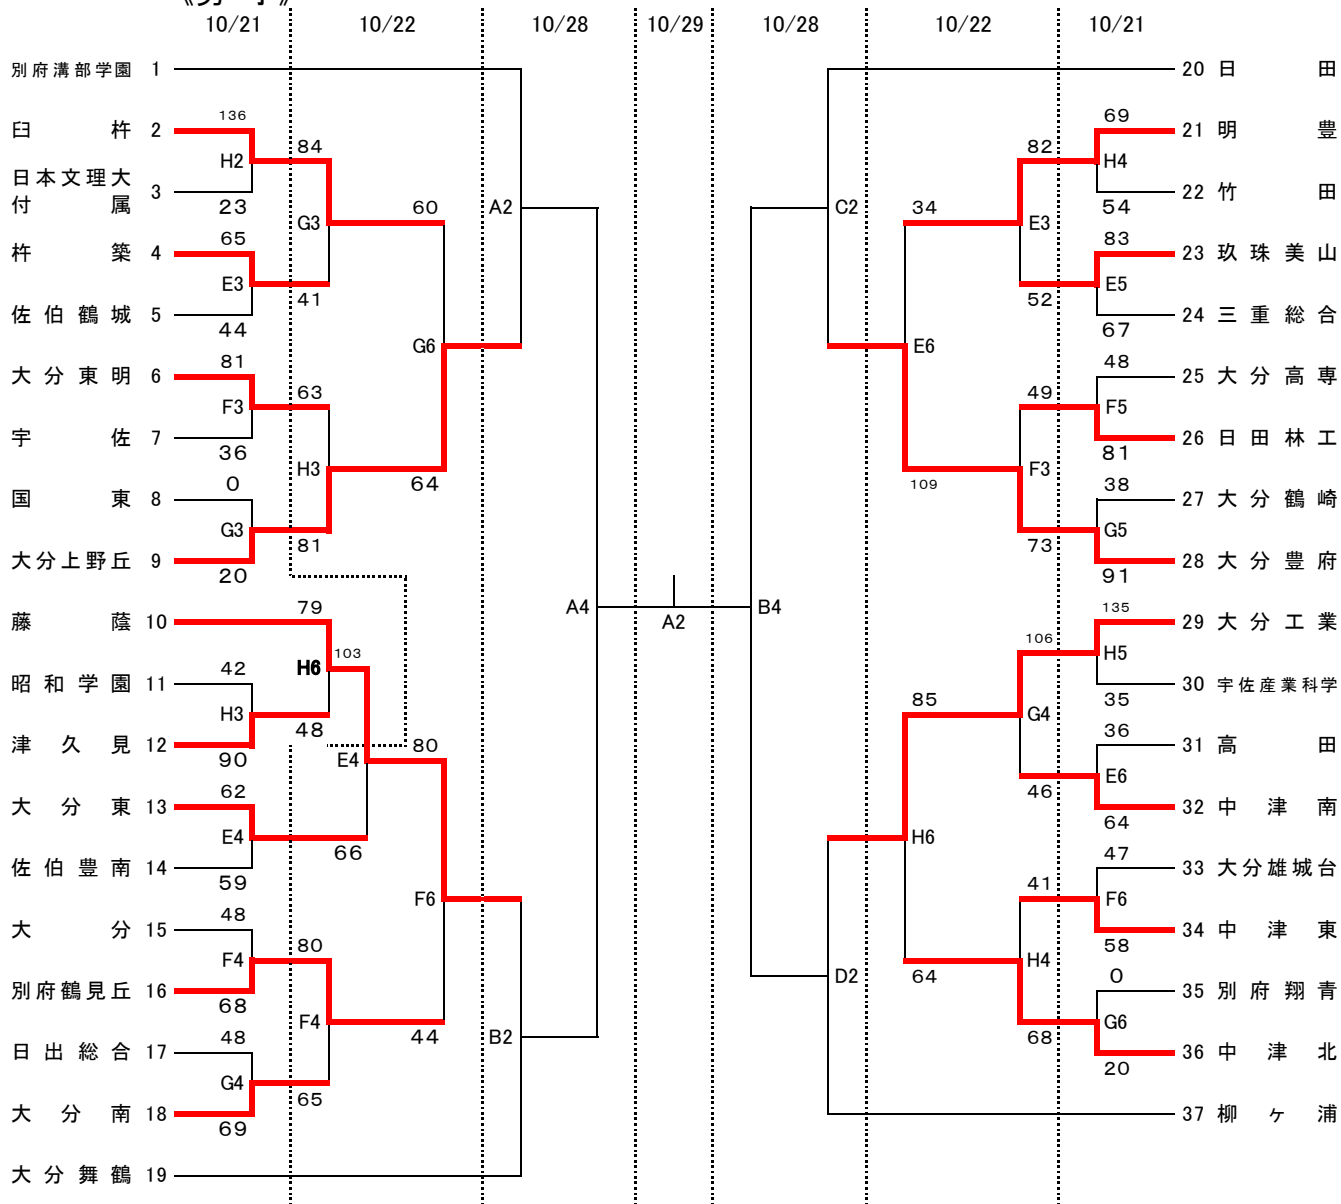 《男 子》
10/21 10/22 10/28 10/29 10/28 10/22 10/21
別府溝部学園 1
臼杵 2
日本文理大付属 3
杵築 4
佐伯鶴城 5
大分東明 6
宇佐 7
国東 8
大分上野丘 9
藤蔭 10
昭和学園 11
津久見 12
大分東 13
佐伯豊南 14
大分 15
別府鶴見丘 16
日出総合 17
大分南 18
大分舞鶴 19
136
H2
23
65
E3
44
81
F3
36
0
G3
20
42
H3
90
62
E4
59
48
F4
68
48
G4
69
84
G3
41
63
H3
81
79
H6
48
103
E4
66
80
F4
65
60
G6
64
80
F6
44
A2
B2
A4
A2
B4
C2
D2
34
E6
109
85
H6
64
82
E3
52
49
F3
73
106
G4
46
41
H4
68
69
H4
54
83
E5
67
48
F5
81
38
G5
91
135
H5
35
36
E6
64
47
F6
58
0
G6
20
20 日田
21 明豊
22 竹田
23 玖珠美山
24 三重総合
25 大分高専
26 日田林工
27 大分鶴崎
28 大分豊府
29 大分工業
30 宇佐産業科学
31 高田
32 中津南
33 大分雄城台
34 中津東
35 別府翔青
36 中津北
37 柳ヶ浦